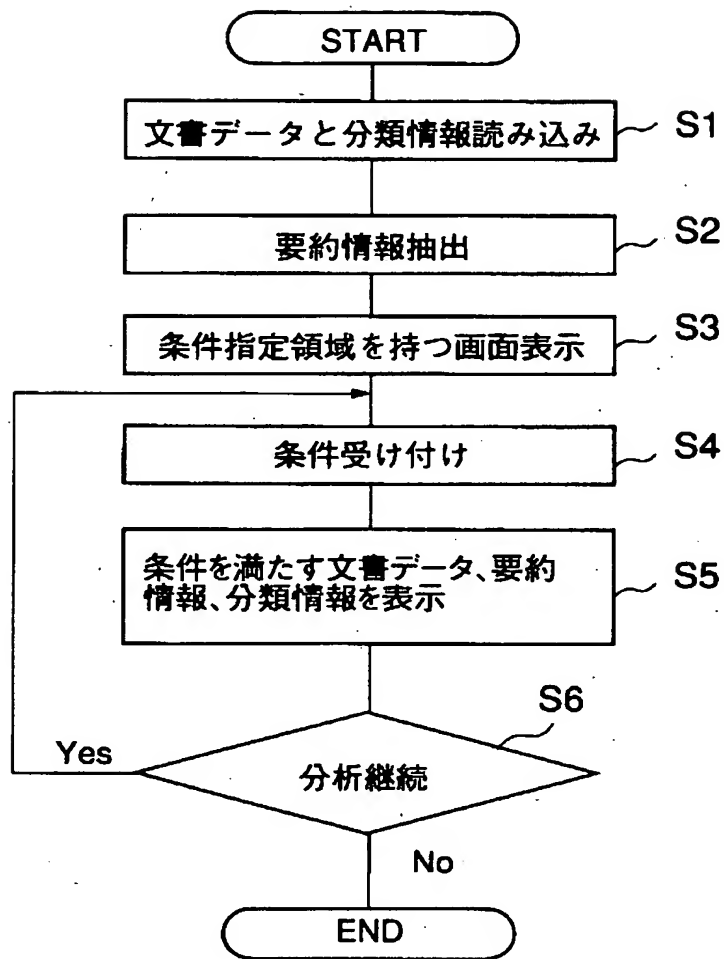 START
文書データと分類情報読み込み
S1
要約情報抽出
S2
条件指定領域を持つ画面表示
S3
条件受け付け
S4
条件を満たす文書データ、要約
情報、分類情報を表示
S5
S6
分析継続
Yes
No
END